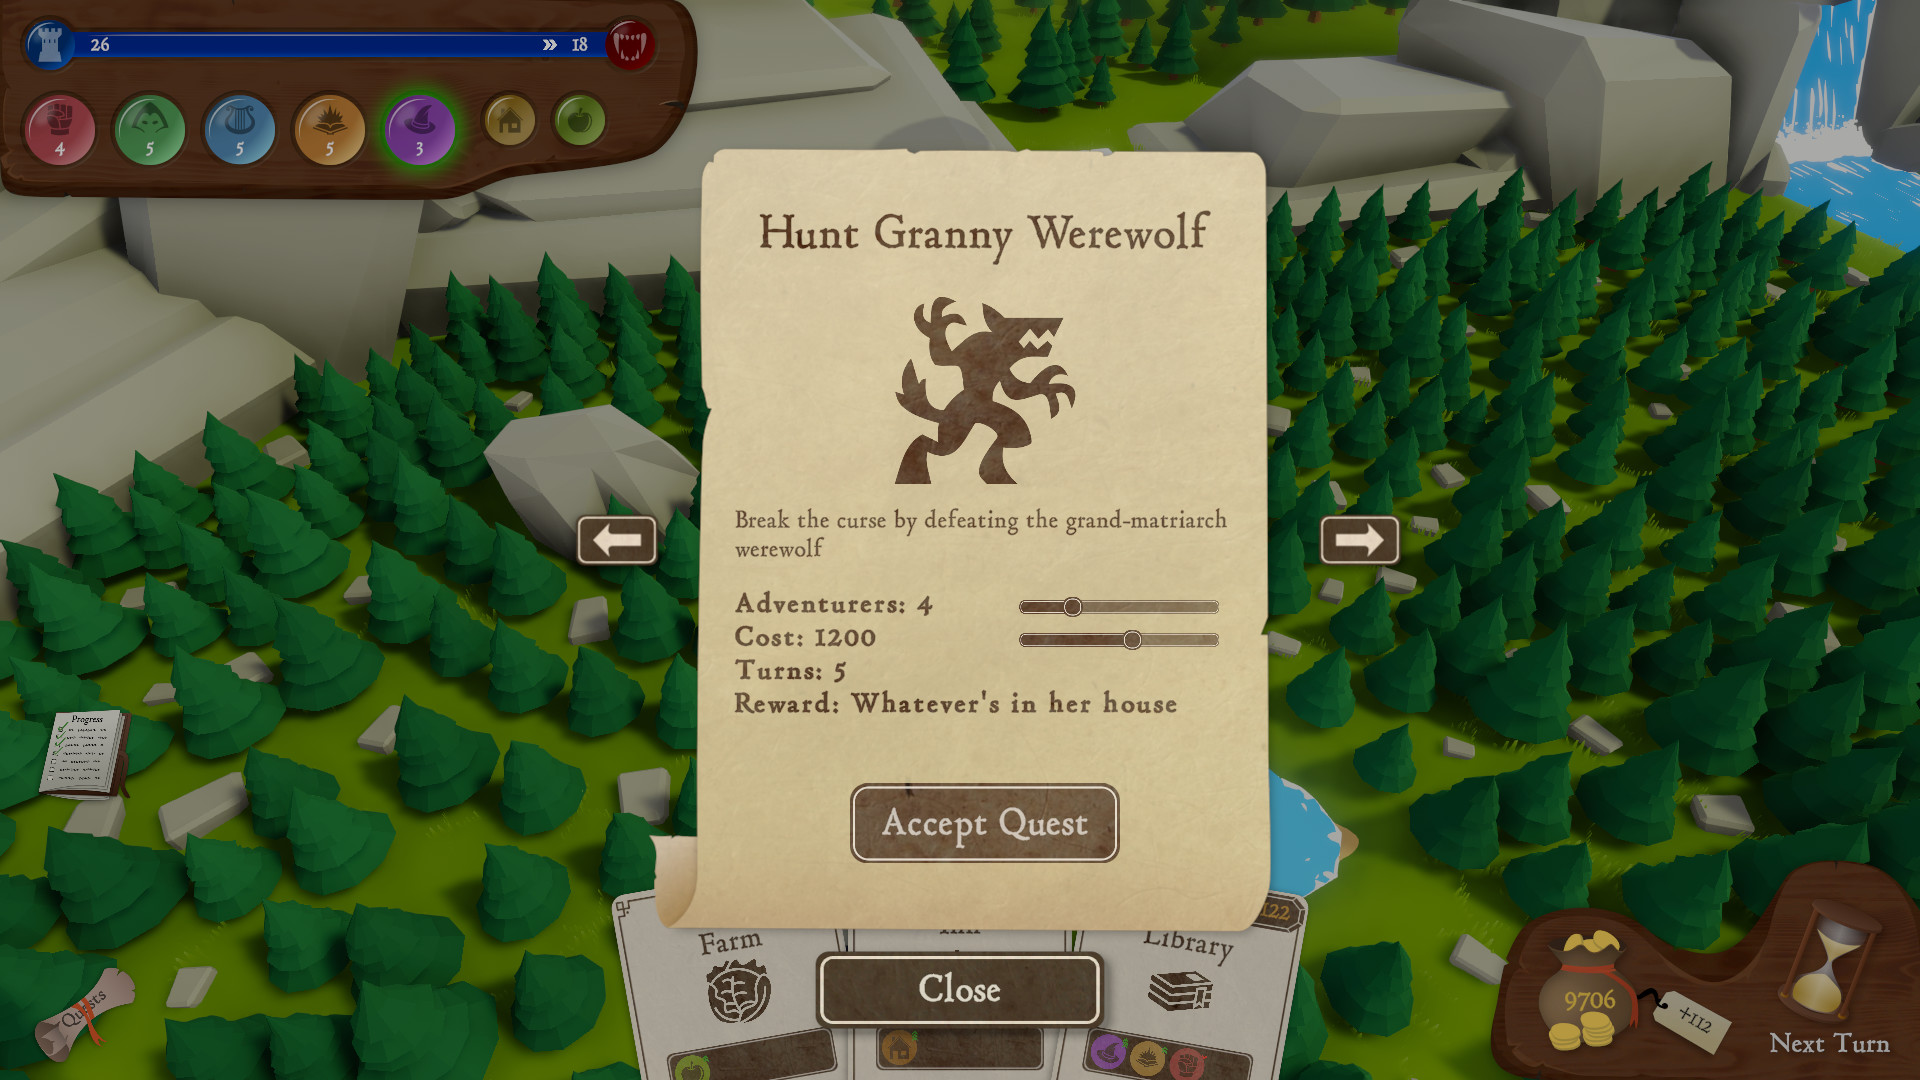 26
» 18
4
5
5
5
3
Hunt Granny Werewolf
Break the curse by defeating the grand-matriarch
werewolf
Adventurers: 4
Cost: 1200
Turns: 5
Reward: Whatever's in her house
Accept Quest
Progress
Farm
Library
122
Close
Quests
9706
+112
Next Turn